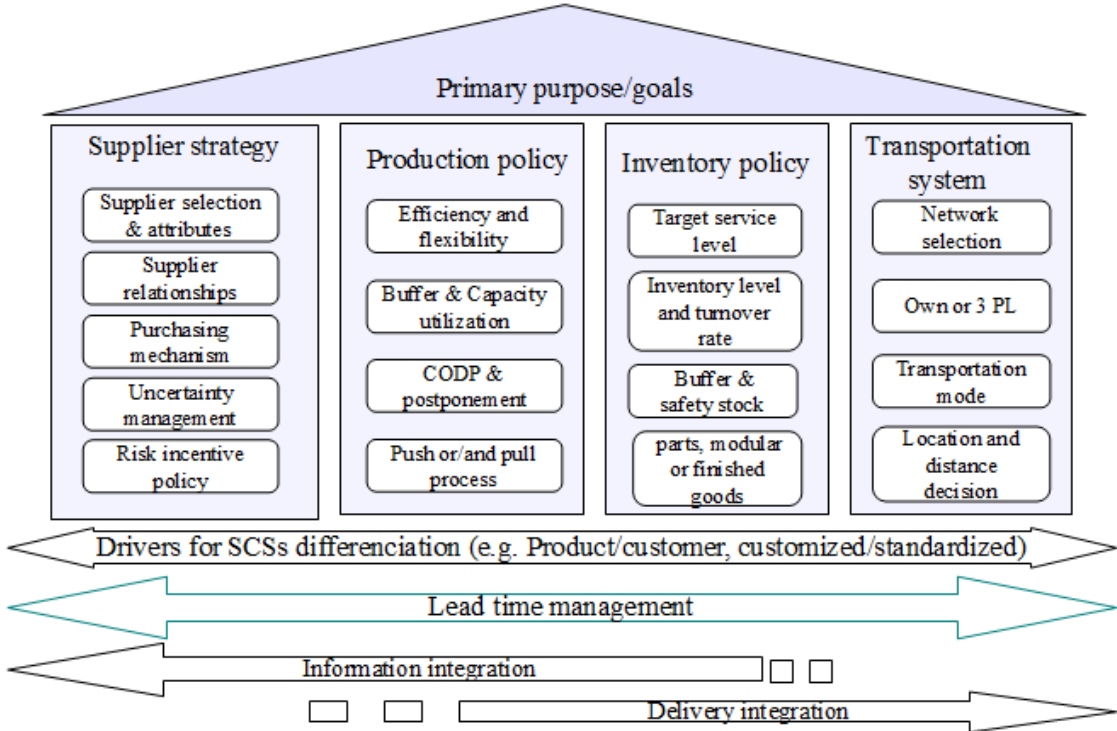 Primary purpose/goals
Supplier strategy
Supplier selection
& attributes
Supplier
relationships
Purchasing
mechanism
Uncertainty
management
Risk incentive
policy
Production policy
Efficiency and
flexibility
Buffer & Capacity
utilization
CODP &
postponement
Push or/and pull
process
Inventory policy
Target service
level
Inventory level
and turnover
rate
Buffer &
safety stock
parts, modular
or finished
goods
Transportation
system
Network
selection
Own or 3 PL
Transportation
mode
Location and
distance
decision
Drivers for SCSs differenciation (e.g. Product/customer, customized/standardized)
Lead time management
Information integration
Delivery integration